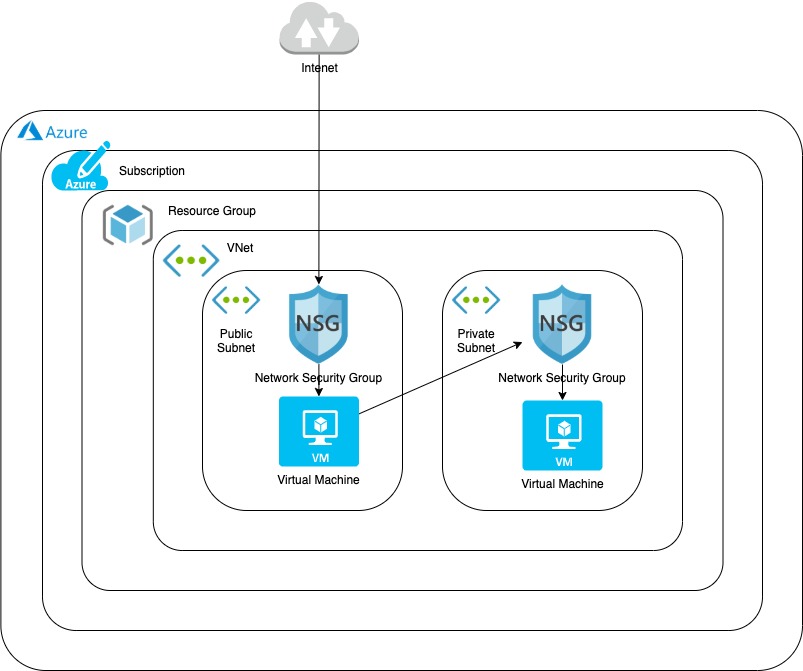 Intenet
Azure
Azure
Subscription
Resource Group
VNet
Public
Subnet
NSG
Network Security Group
VM
Virtual Machine
Private
Subnet
NSG
Network Security Group
VM
Virtual Machine